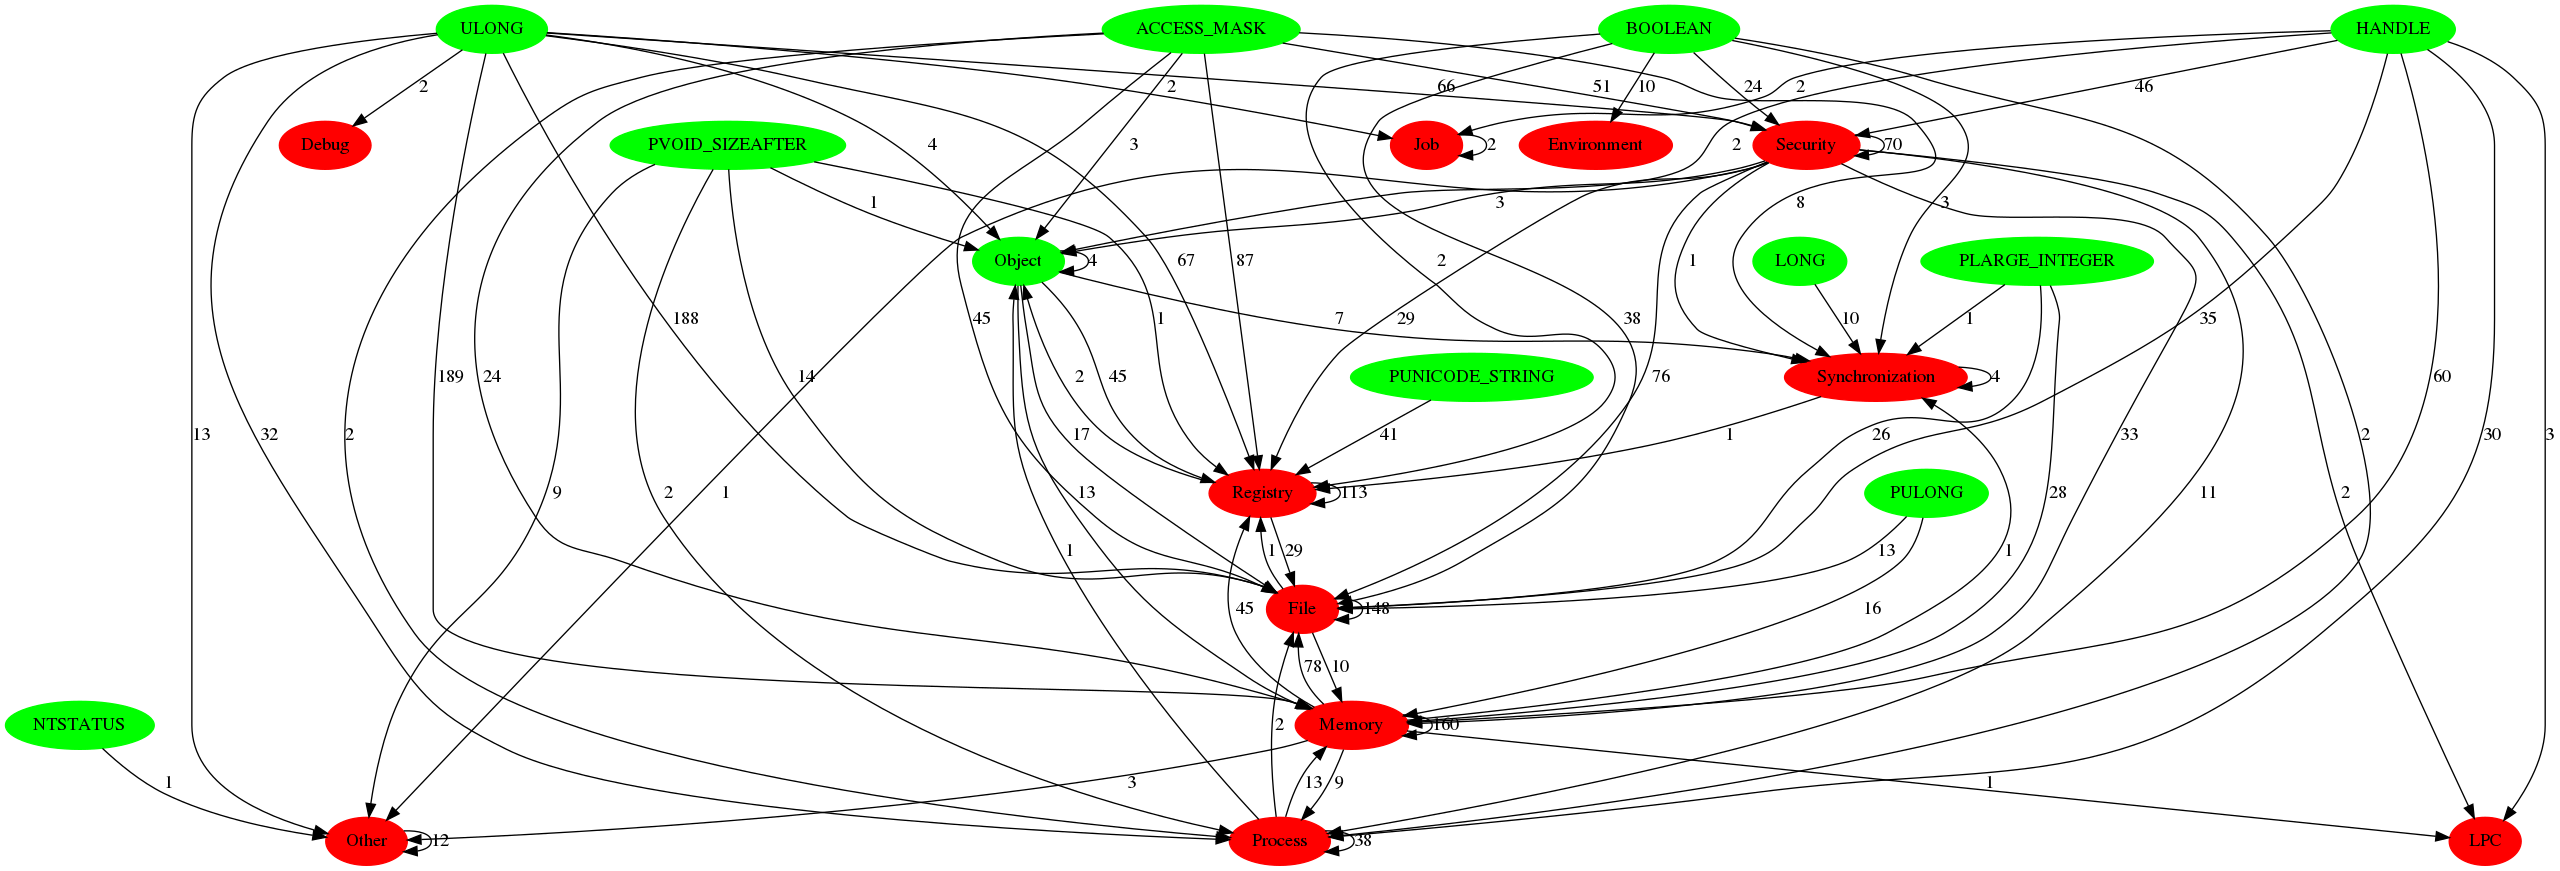 ULONG ACCESS_MASK BOOLEAN HANDLE
2 2 66 51 10 24 2 46
Debug PVOID_SIZEAFTER Job 2 Environment Security 70
4 3 2
1 3 8 3
Object 4 67 87 2 1 LONG PLARGE_INTEGER
188 45 1 7 29 38 10 1 35
189 24 14 2 45 PUNICODE_STRING 76 Synchronization 4 60
13 32 2 17 41 1 26 33 2 30 3
9 2 1 13 Registry 113 PULONG 28 11 2
1 45 1 29 13 1
File 148 16
78 10
NTSTATUS Memory 160
1 3 2 13 9 1
Other 12 Process 38 LPC